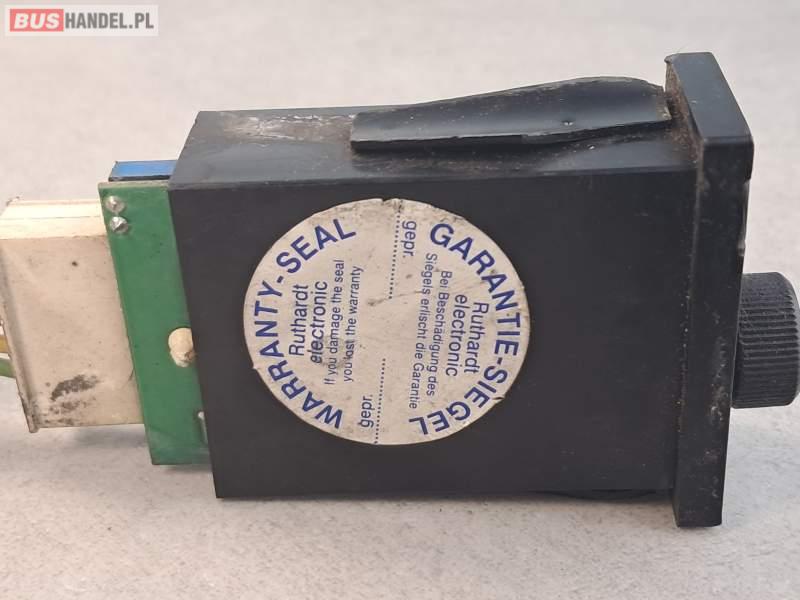 BUSHANDEL.PL
WARRANTY-SEAL
Ruthardt
electronic
If you damage the seal
you lost the warranty
gepr.
gepr.
GARANTIE-SIEGEL
Ruthardt
electronic
Bei Beschädigung des
Siegels erlischt die Garantie